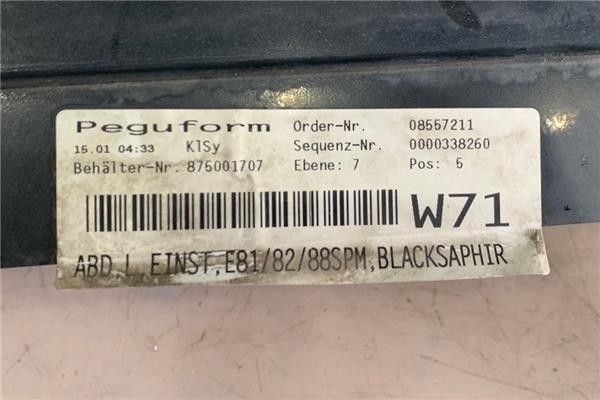 Peguform Order-Nr. 08557211
15.01 04:33 KlSy Sequenz-Nr. 0000338260
Behälter-Nr. 875001707 Ebene: 7 Pos: 5
W71
ABD L. EINST,E81/82/88SPM,BLACKSAPHIR